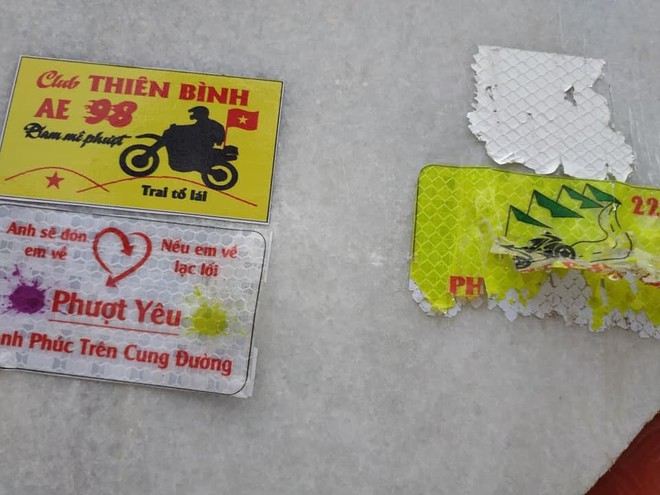 Club THIÊN BÌNH
AE 98
Đam mê phượt
Trai tổ lái
Anh sẽ đón
em về
Nếu em về
lạc lối
Phượt Yêu
nh Phúc Trên Cung Đường
22
PH